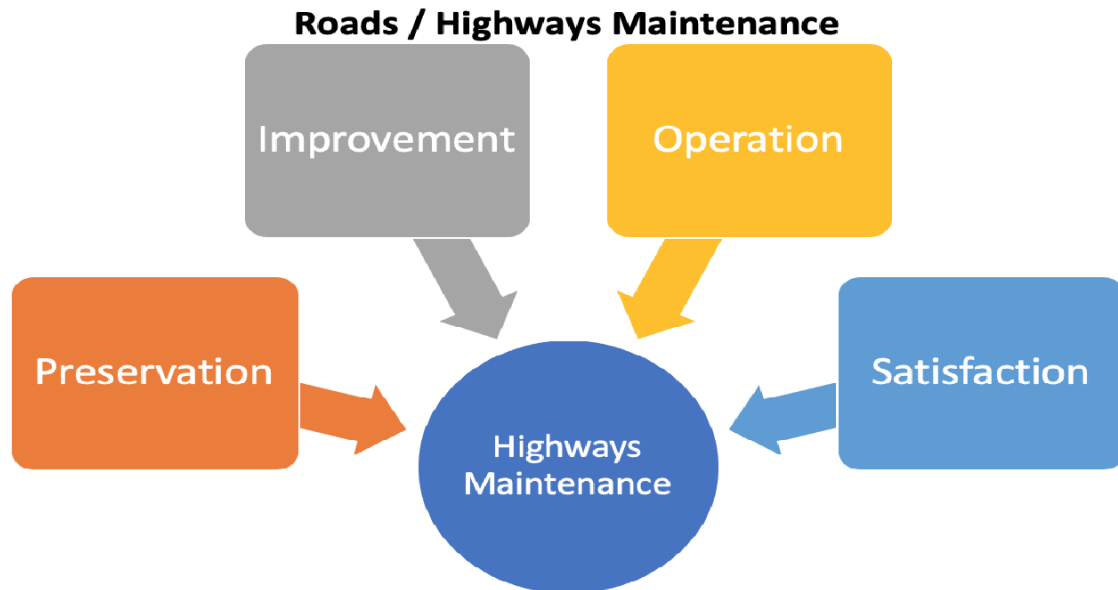 Roads / Highways Maintenance
Improvement
Operation
Preservation
Satisfaction
Highways
Maintenance